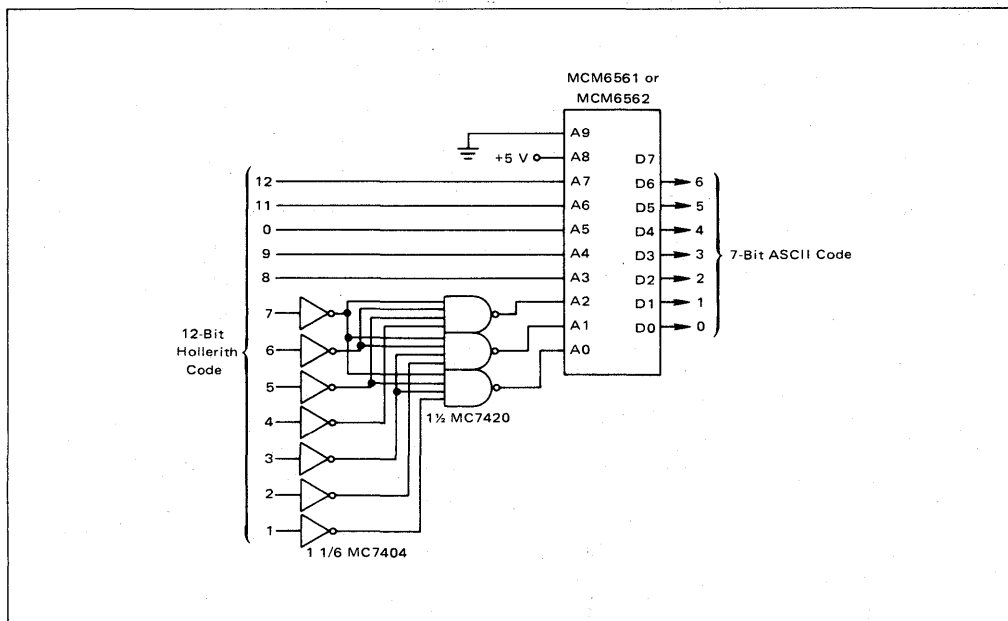 MCM6561 or
MCM6562
A9
+5 V A8 D7
12 A7 D6 6
11 A6 D5 5
0 A5 D4 4
9 A4 D3 3
8 A3 D2 2
7 A2 D1 1
6 A1 D0 0
5 A0
4
3
2
1
12-Bit
Hollerith
Code
7-Bit ASCII Code
1½ MC7420
1 1/6 MC7404